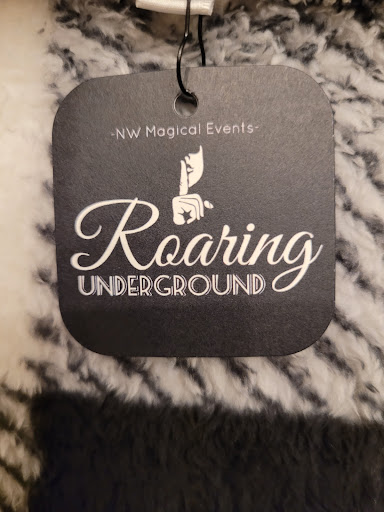 -NW Magical Events-
Roaring
UNDERGROUND